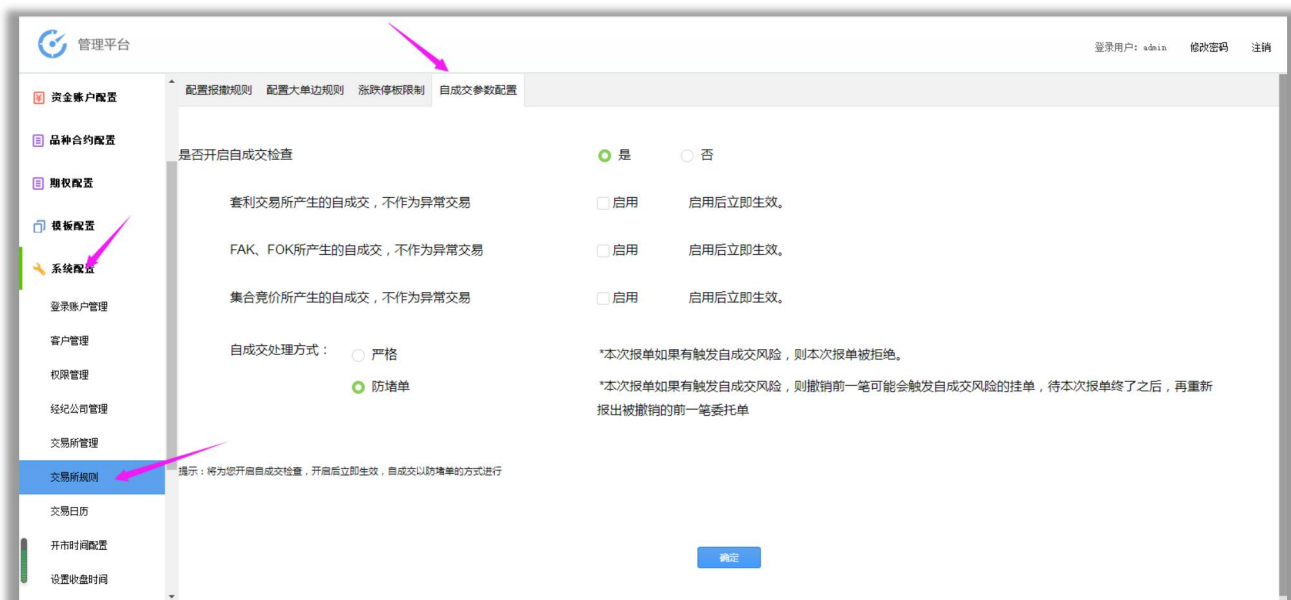 管理平台
登录用户：admin 修改密码 注销
资金账户配置
品种合约配置
期权配置
模板配置
系统配置
登录账户管理
客户管理
权限管理
经纪公司管理
交易所管理
交易所规则
交易日历
开市时间配置
设置收盘时间
配置报撤规则 配置大单边规则 涨跌停板限制 自成交参数配置
是否开启自成交检查 是 否
套利交易所产生的自成交，不作为异常交易 启用 启用后立即生效。
FAK、FOK所产生的自成交，不作为异常交易 启用 启用后立即生效。
集合竞价所产生的自成交，不作为异常交易 启用 启用后立即生效。
自成交处理方式： 严格 *本次报单如果有触发自成交风险，则本次报单被拒绝。
防堵单 *本次报单如果有触发自成交风险，则撤销前一笔可能会触发自成交风险的挂单，待本次报单终了之后，再重新
报出被撤销的前一笔委托单
提示：将为您开启自成交检查，开启后立即生效，自成交以防堵单的方式进行
确定